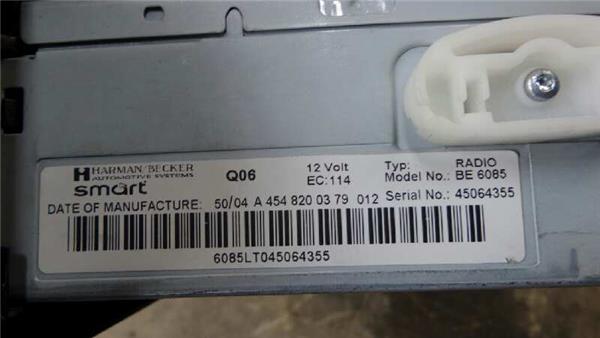 HARMAN/BECKER
AUTOMOTIVE SYSTEMS
smart
Q06
12 Volt
EC:114
Typ: RADIO
Model No.: BE 6085
DATE OF MANUFACTURE: 50/04 A 454 820 03 79 012 Serial No.: 45064355
6085LT045064355